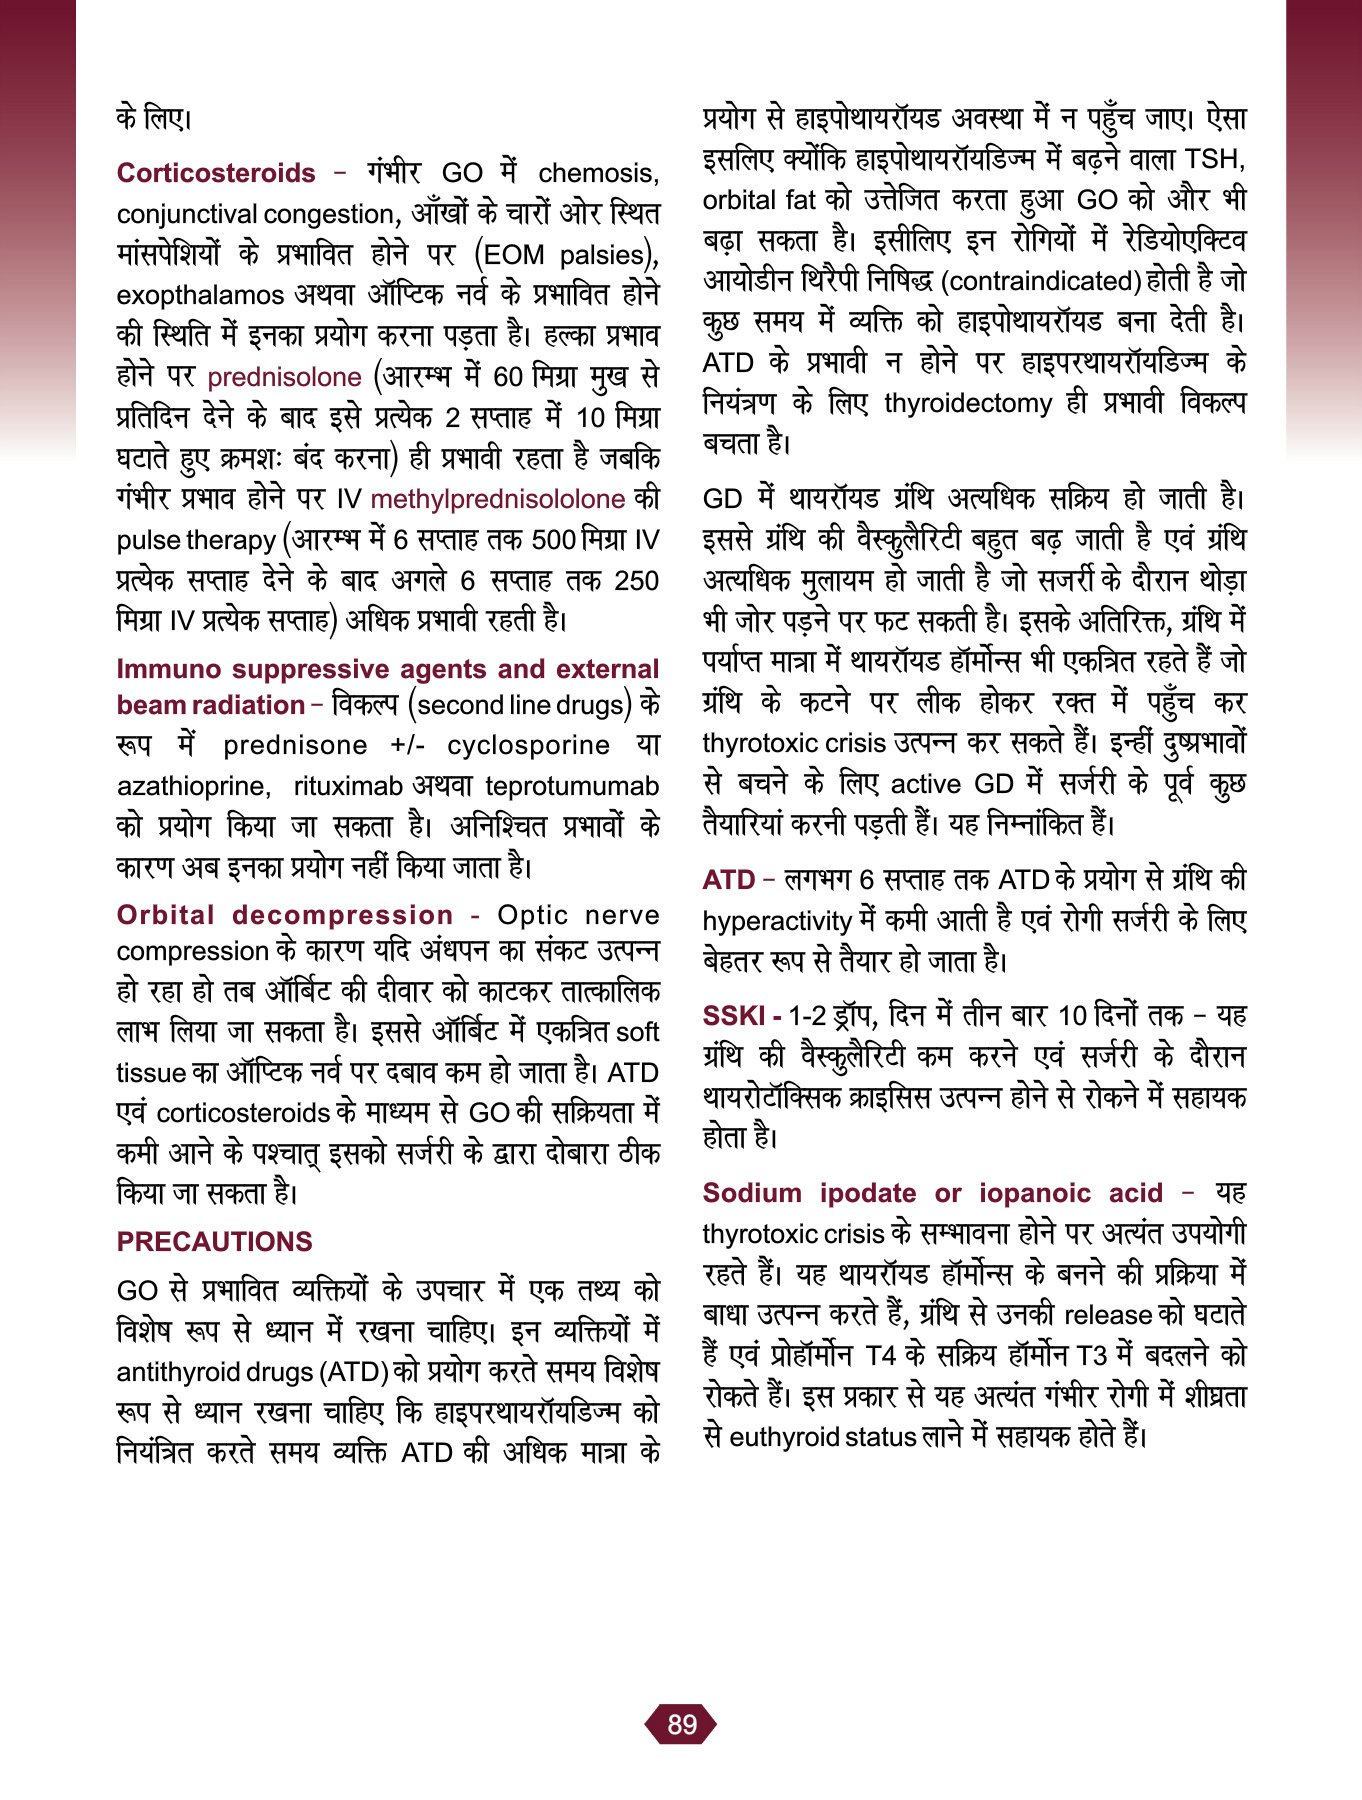 के लिए।
Corticosteroids – गंभीर GO में chemosis,
conjunctival congestion, आँखों के चारों ओर स्थित
मांसपेशियों के प्रभावित होने पर (EOM palsies),
exopthalamos अथवा ऑप्टिक नर्व के प्रभावित होने
की स्थिति में इनका प्रयोग करना पड़ता है। हल्का प्रभाव
होने पर prednisolone (आरम्भ में 60 मिग्रा मुख से
प्रतिदिन देने के बाद इसे प्रत्येक 2 सप्ताह में 10 मिग्रा
घटाते हुए क्रमशः बंद करना) ही प्रभावी रहता है जबकि
गंभीर प्रभाव होने पर IV methylprednisololone की
pulse therapy (आरम्भ में 6 सप्ताह तक 500 मिग्रा IV
प्रत्येक सप्ताह देने के बाद अगले 6 सप्ताह तक 250
मिग्रा IV प्रत्येक सप्ताह) अधिक प्रभावी रहती है।
Immuno suppressive agents and external
beam radiation – विकल्प (second line drugs) के
रूप में prednisone +/- cyclosporine या
azathioprine, rituximab अथवा teprotumumab
को प्रयोग किया जा सकता है। अनिश्चित प्रभावों के
कारण अब इनका प्रयोग नहीं किया जाता है।
Orbital decompression - Optic nerve
compression के कारण यदि अंधपन का संकट उत्पन्न
हो रहा हो तब ऑर्बिट की दीवार को काटकर तात्कालिक
लाभ लिया जा सकता है। इससे ऑर्बिट में एकत्रित soft
tissue का ऑप्टिक नर्व पर दबाव कम हो जाता है। ATD
एवं corticosteroids के माध्यम से GO की सक्रियता में
कमी आने के पश्चात् इसको सर्जरी के द्वारा दोबारा ठीक
किया जा सकता है।
PRECAUTIONS
GO से प्रभावित व्यक्तियों के उपचार में एक तथ्य को
विशेष रूप से ध्यान में रखना चाहिए। इन व्यक्तियों में
antithyroid drugs (ATD) को प्रयोग करते समय विशेष
रूप से ध्यान रखना चाहिए कि हाइपरथायरॉयडिज्म को
नियंत्रित करते समय व्यक्ति ATD की अधिक मात्रा के
प्रयोग से हाइपोथायरॉयड अवस्था में न पहुँच जाए। ऐसा
इसलिए क्योंकि हाइपोथायरॉयडिज्म में बढ़ने वाला TSH,
orbital fat को उत्तेजित करता हुआ GO को और भी
बढ़ा सकता है। इसीलिए इन रोगियों में रेडियोएक्टिव
आयोडीन थिरैपी निषिद्ध (contraindicated) होती है जो
कुछ समय में व्यक्ति को हाइपोथायरॉयड बना देती है।
ATD के प्रभावी न होने पर हाइपरथायरॉयडिज्म के
नियंत्रण के लिए thyroidectomy ही प्रभावी विकल्प
बचता है।
GD में थायरॉयड ग्रंथि अत्यधिक सक्रिय हो जाती है।
इससे ग्रंथि की वैस्कुलैरिटी बहुत बढ़ जाती है एवं ग्रंथि
अत्यधिक मुलायम हो जाती है जो सजर्री के दौरान थोड़ा
भी जोर पड़ने पर फट सकती है। इसके अतिरिक्त, ग्रंथि में
पर्याप्त मात्रा में थायरॉयड हॉर्मोन्स भी एकत्रित रहते हैं जो
ग्रंथि के कटने पर लीक होकर रक्त में पहुँच कर
thyrotoxic crisis उत्पन्न कर सकते हैं। इन्हीं दुष्प्रभावों
से बचने के लिए active GD में सर्जरी के पूर्व कुछ
तैयारियां करनी पड़ती हैं। यह निम्नांकित हैं।
ATD – लगभग 6 सप्ताह तक ATD के प्रयोग से ग्रंथि की
hyperactivity में कमी आती है एवं रोगी सर्जरी के लिए
बेहतर रूप से तैयार हो जाता है।
SSKI - 1-2 ड्रॉप, दिन में तीन बार 10 दिनों तक – यह
ग्रंथि की वैस्कुलैरिटी कम करने एवं सर्जरी के दौरान
थायरोटॉक्सिक क्राइसिस उत्पन्न होने से रोकने में सहायक
होता है।
Sodium ipodate or iopanoic acid – यह
thyrotoxic crisis के सम्भावना होने पर अत्यंत उपयोगी
रहते हैं। यह थायरॉयड हॉर्मोन्स के बनने की प्रक्रिया में
बाधा उत्पन्न करते हैं, ग्रंथि से उनकी release को घटाते
हैं एवं प्रोहॉर्मोन T4 के सक्रिय हॉर्मोन T3 में बदलने को
रोकते हैं। इस प्रकार से यह अत्यंत गंभीर रोगी में शीघ्रता
से euthyroid status लाने में सहायक होते हैं।
89